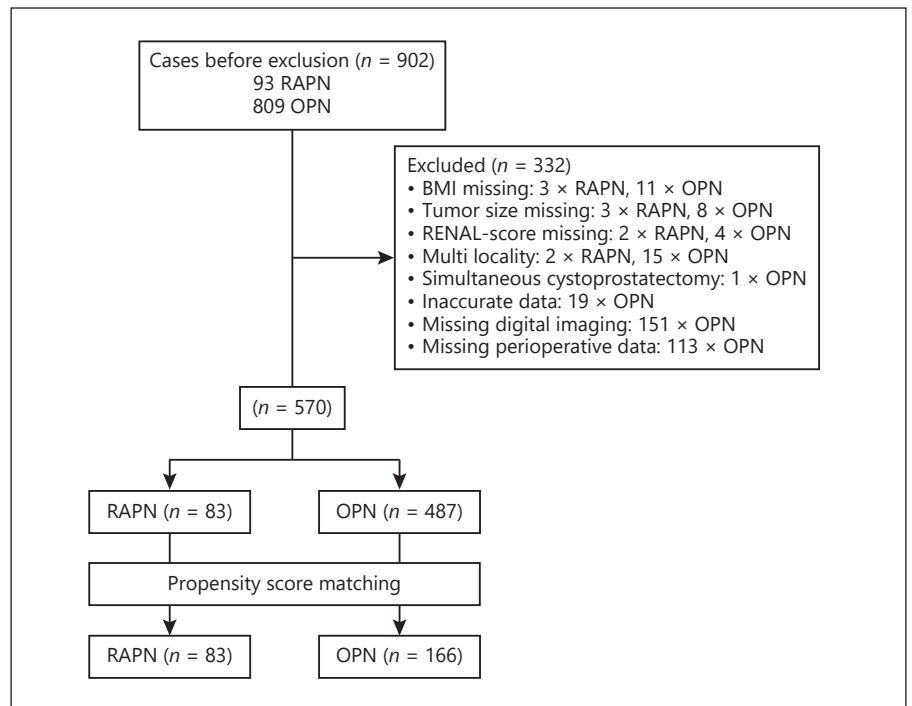 Cases before exclusion (n = 902)
93 RAPN
809 OPN
Excluded (n = 332)
• BMI missing: 3 × RAPN, 11 × OPN
• Tumor size missing: 3 × RAPN, 8 × OPN
• RENAL-score missing: 2 × RAPN, 4 × OPN
• Multi locality: 2 × RAPN, 15 × OPN
• Simultaneous cystoprostatectomy: 1 × OPN
• Inaccurate data: 19 × OPN
• Missing digital imaging: 151 × OPN
• Missing perioperative data: 113 × OPN
(n = 570)
RAPN (n = 83)
OPN (n = 487)
Propensity score matching
RAPN (n = 83)
OPN (n = 166)